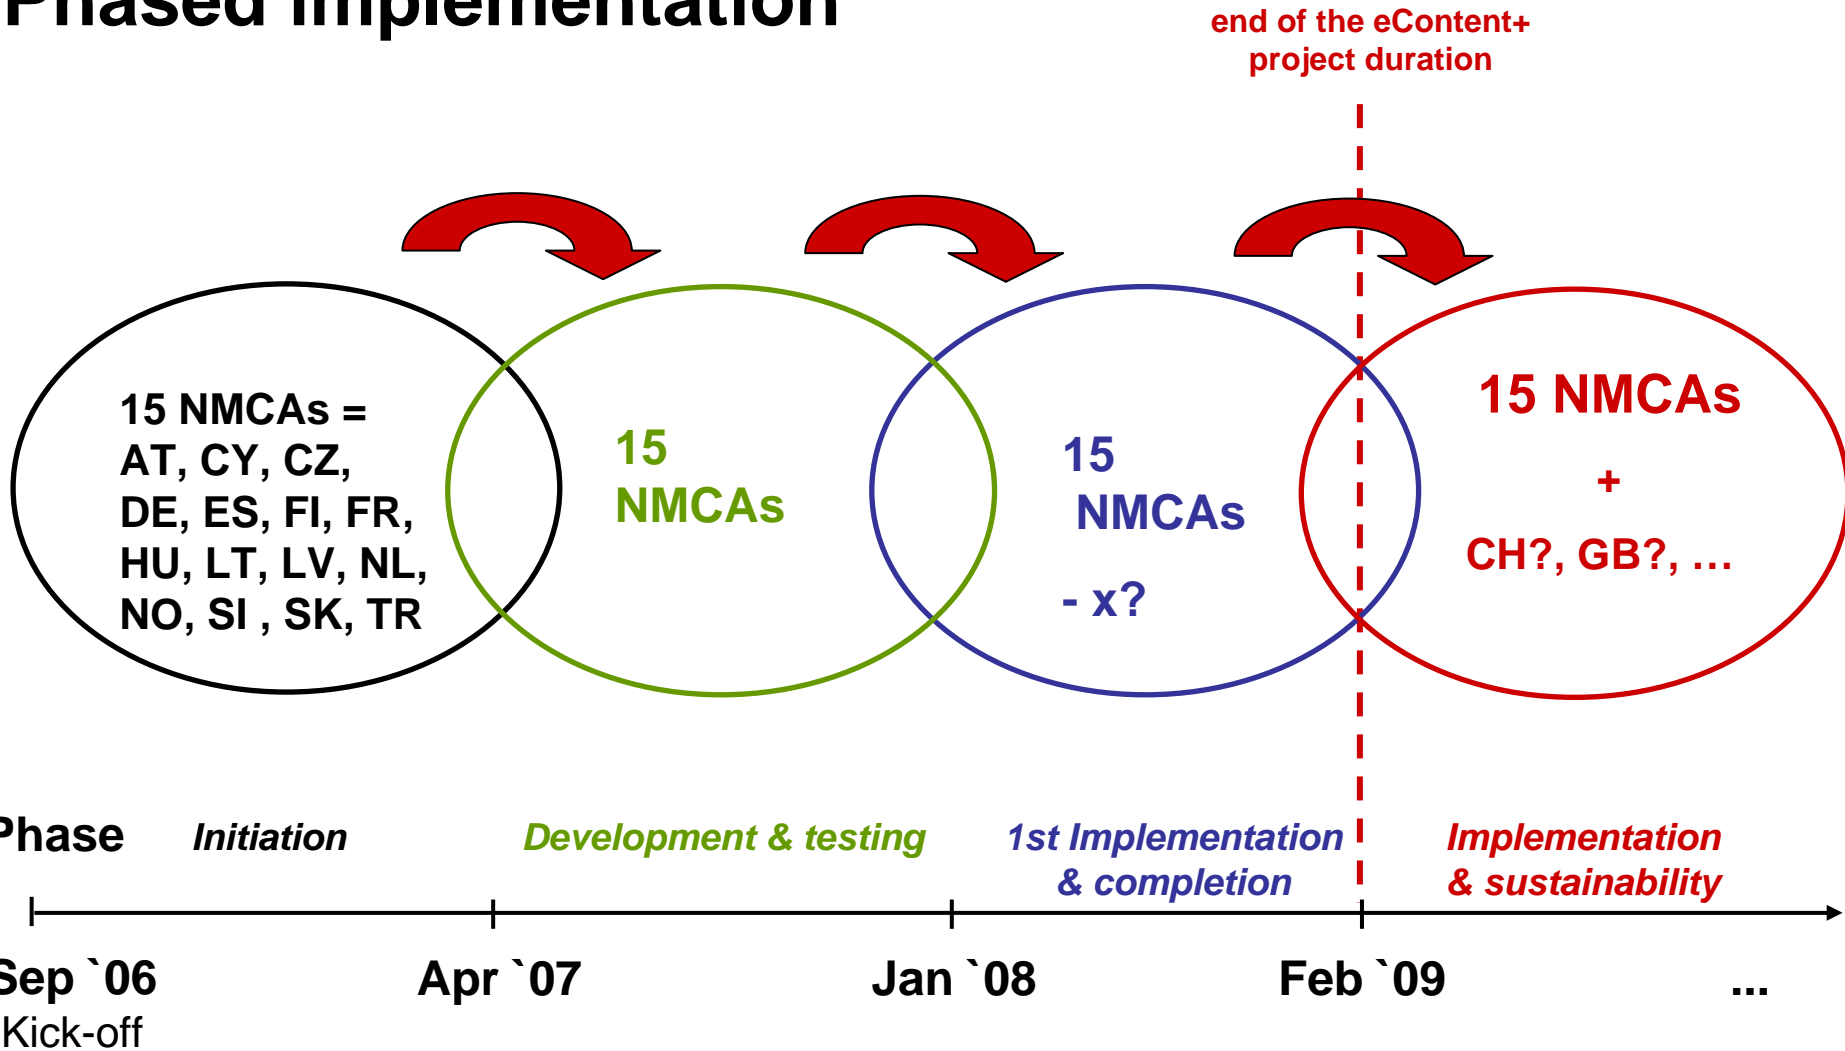 Phased Implementation
end of the eContent+
project duration
15 NMCAs =
AT, CY, CZ,
DE, ES, FI, FR,
HU, LT, LV, NL,
NO, SI , SK, TR
15
NMCAs
15
NMCAs
- x?
15 NMCAs
+
CH?, GB?, ...
Phase
Initiation
Development & testing
1st Implementation
& completion
Implementation
& sustainability
Sep `06
Kick-off
Apr `07
Jan `08
Feb `09
...